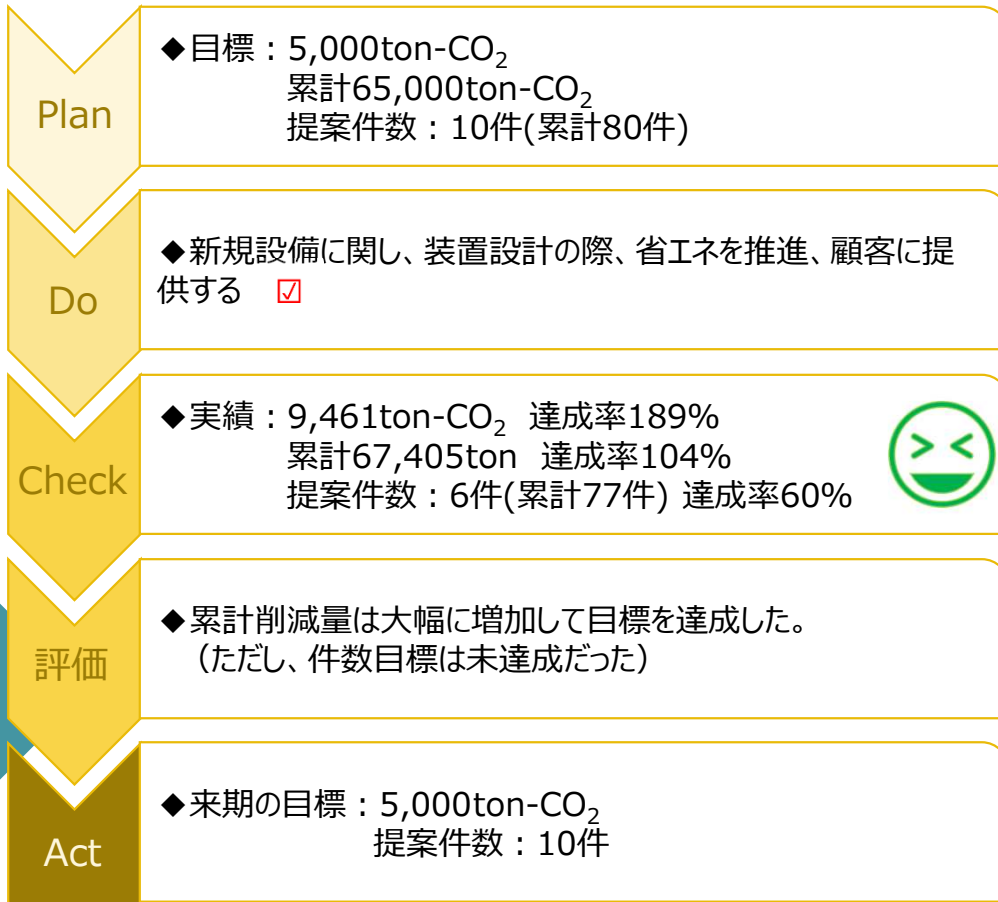 Plan
◆目標：5,000ton-CO₂
累計65,000ton-CO₂
提案件数：10件(累計80件)
Do
◆新規設備に関し、装置設計の際、省エネを推進、顧客に提
供する ☑
Check
◆実績：9,461ton-CO₂ 達成率189%
累計67,405ton 達成率104%
提案件数：6件(累計77件) 達成率60%
評価
◆累計削減量は大幅に増加して目標を達成した。
（ただし、件数目標は未達成だった）
Act
◆来期の目標：5,000ton-CO₂
提案件数：10件